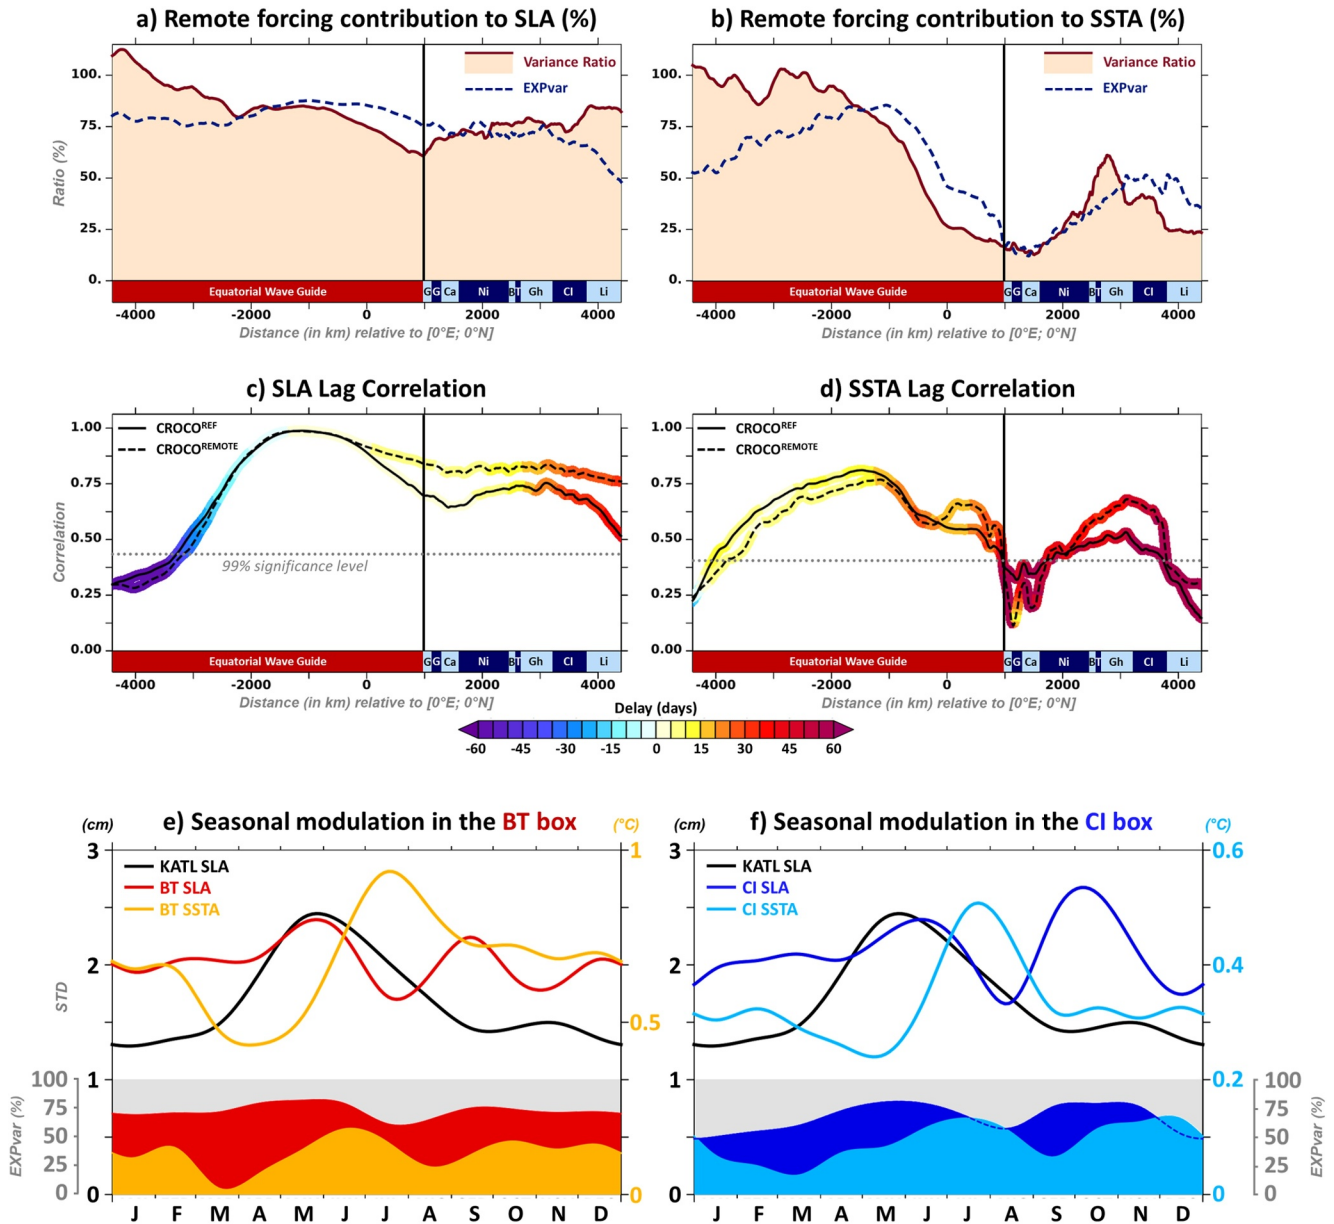 a) Remote forcing contribution to SLA (%)
b) Remote forcing contribution to SSTA (%)
Variance Ratio
EXPvar
Variance Ratio
EXPvar
100.
75.
50.
25.
0.
Ratio (%)
100.
75.
50.
25.
0.
Equatorial Wave Guide
G G Ca Ni B T Gh CI Li
Equatorial Wave Guide
G G Ca Ni B T Gh CI Li
-4000 -2000 0 2000 4000
-4000 -2000 0 2000 4000
Distance (in km) relative to [0°E; 0°N]
Distance (in km) relative to [0°E; 0°N]
c) SLA Lag Correlation
d) SSTA Lag Correlation
CROCO^REF
CROCO^REMOTE
CROCO^REF
CROCO^REMOTE
1.00
0.75
0.50
0.25
0.00
Correlation
99% significance level
1.00
0.75
0.50
0.25
0.00
Equatorial Wave Guide
G G Ca Ni B T Gh CI Li
Equatorial Wave Guide
G G Ca Ni B T Gh CI Li
-4000 -2000 0 2000 4000
-4000 -2000 0 2000 4000
Distance (in km) relative to [0°E; 0°N]
Distance (in km) relative to [0°E; 0°N]
Delay (days)
-60 -45 -30 -15 0 15 30 45 60
(cm)
e) Seasonal modulation in the BT box
(°C)
(cm)
f) Seasonal modulation in the CI box
(°C)
KATL SLA
BT SLA
BT SSTA
KATL SLA
CI SLA
CI SSTA
3
2
1
0
STD
100
75
50
25
0
EXPvar (%)
1
0.5
0
3
2
1
0
0.6
0.4
0.2
0
100
75
50
25
0
EXPvar (%)
J F M A M J J A S O N D
J F M A M J J A S O N D